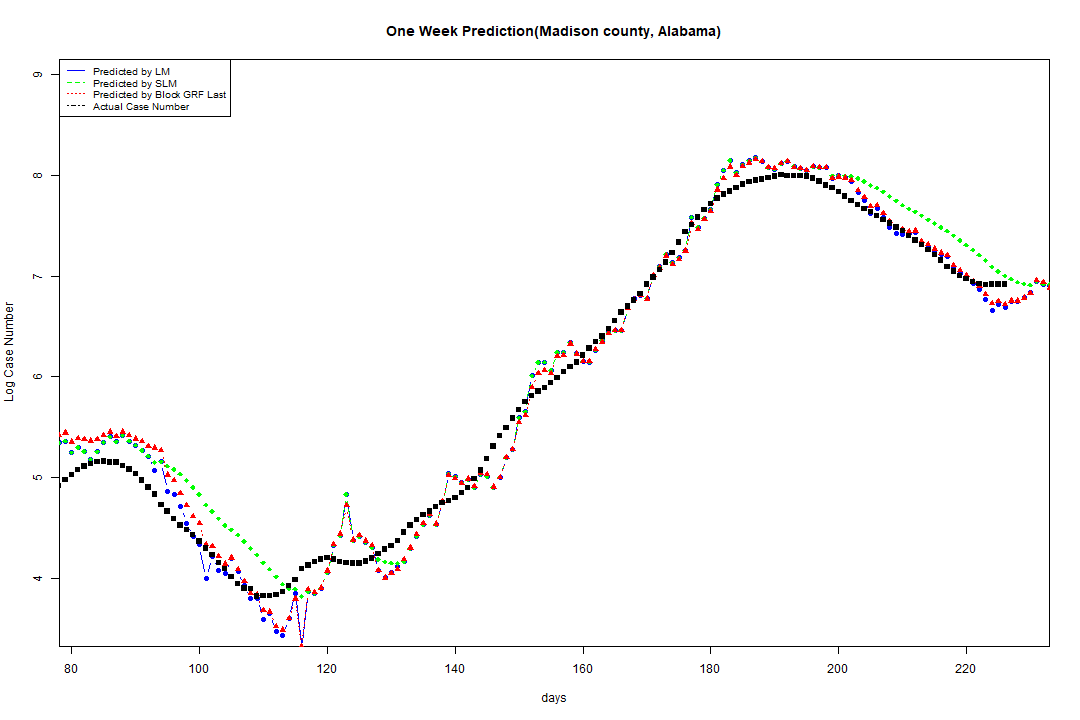 One Week Prediction(Madison county, Alabama)
Predicted by LM
Predicted by SLM
Predicted by Block GRF Last
Actual Case Number
9
8
7
6
5
4
Log Case Number
80 100 120 140 160 180 200 220
days